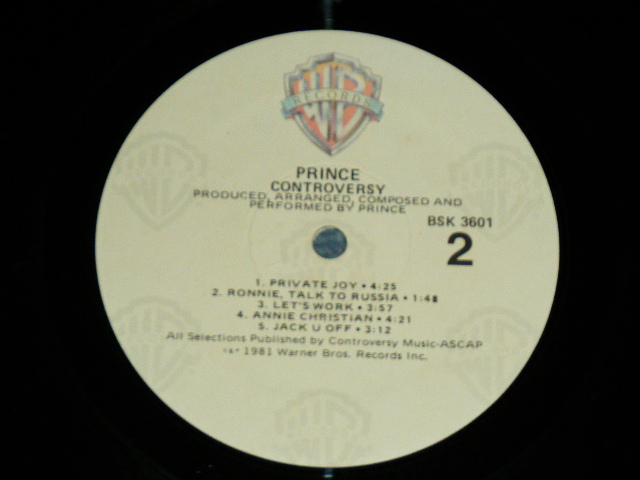 RECORDS
PRINCE
CONTROVERSY
PRODUCED, ARRANGED, COMPOSED AND
PERFORMED BY PRINCE
BSK 3601
2
1. PRIVATE JOY • 4:25
2. RONNIE, TALK TO RUSSIA • 1:48
3. LET'S WORK • 3:57
4. ANNIE CHRISTIAN • 4:21
5. JACK U OFF • 3:12
All Selections Published by Controversy Music-ASCAP
1981 Warner Bros. Records Inc.